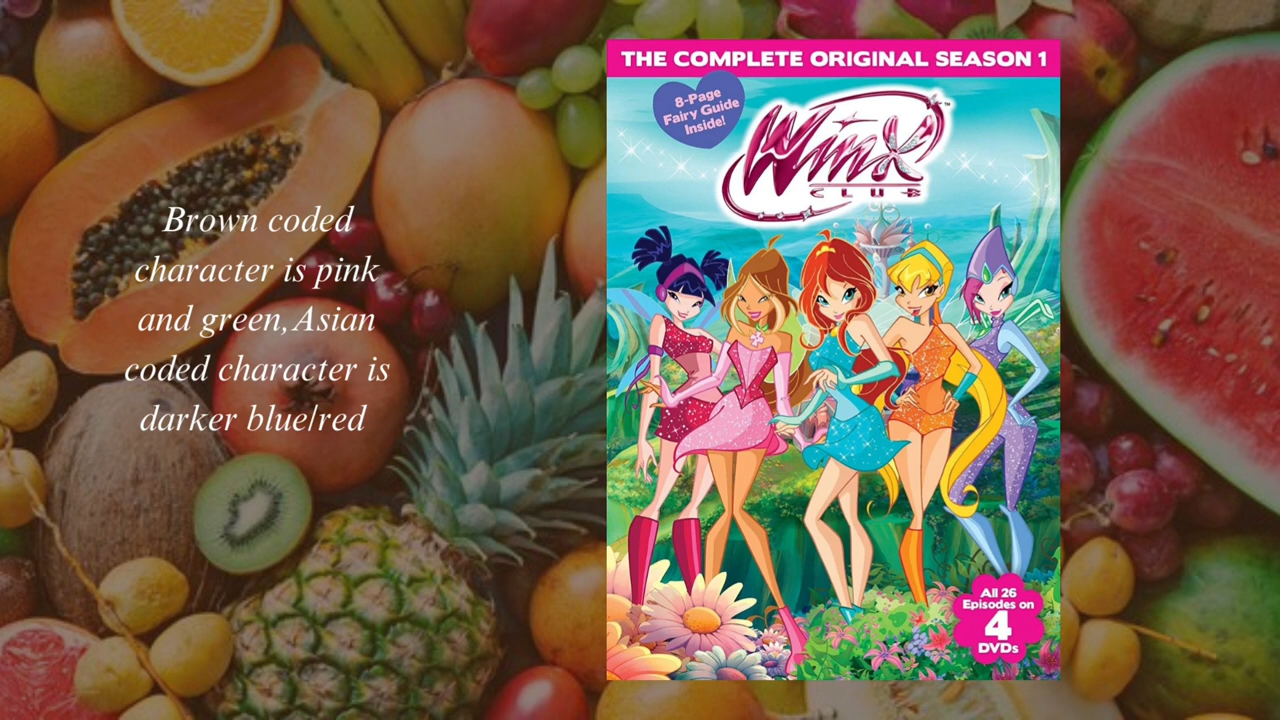 Brown coded
character is pink
and green, Asian
coded character is
darker blue/red
THE COMPLETE ORIGINAL SEASON 1
8-Page
Fairy Guide
Inside!
Winx™
CLUB
All 26
Episodes on
4
DVDs